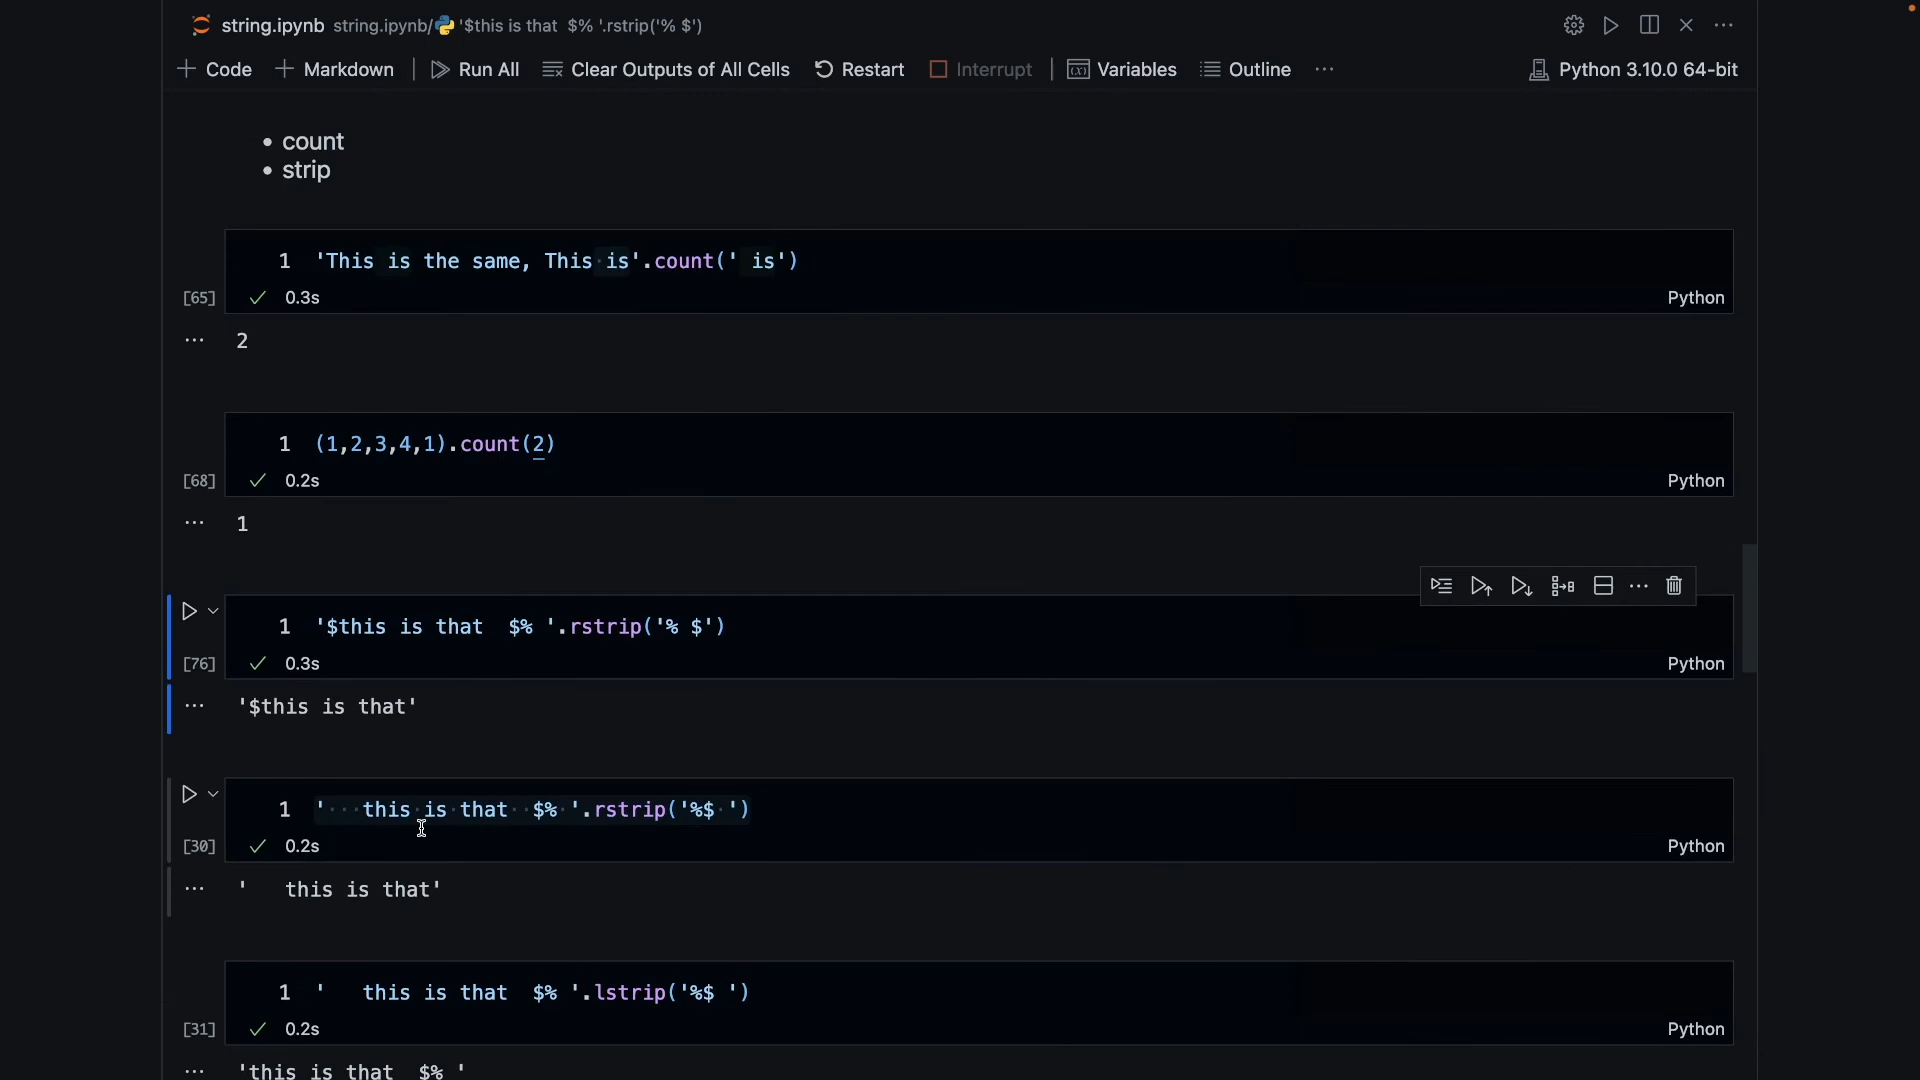 string.ipynb string.ipynb/ '$this is that  $% '.rstrip('% $')
+ Code + Markdown Run All Clear Outputs of All Cells Restart Interrupt Variables Outline ··· Python 3.10.0 64-bit
• count
• strip
1 'This is the same, This is'.count(' is')
[65] ✓ 0.3s Python
··· 2
1 (1,2,3,4,1).count(2)
[68] ✓ 0.2s Python
··· 1
1 '$this is that  $% '.rstrip('% $')
[76] ✓ 0.3s Python
··· '$this is that'
1 '   this is that  $% '.rstrip('%$ ')
[30] ✓ 0.2s Python
··· '   this is that'
1 '   this is that  $% '.lstrip('%$ ')
[31] ✓ 0.2s Python
··· 'this is that  $% '